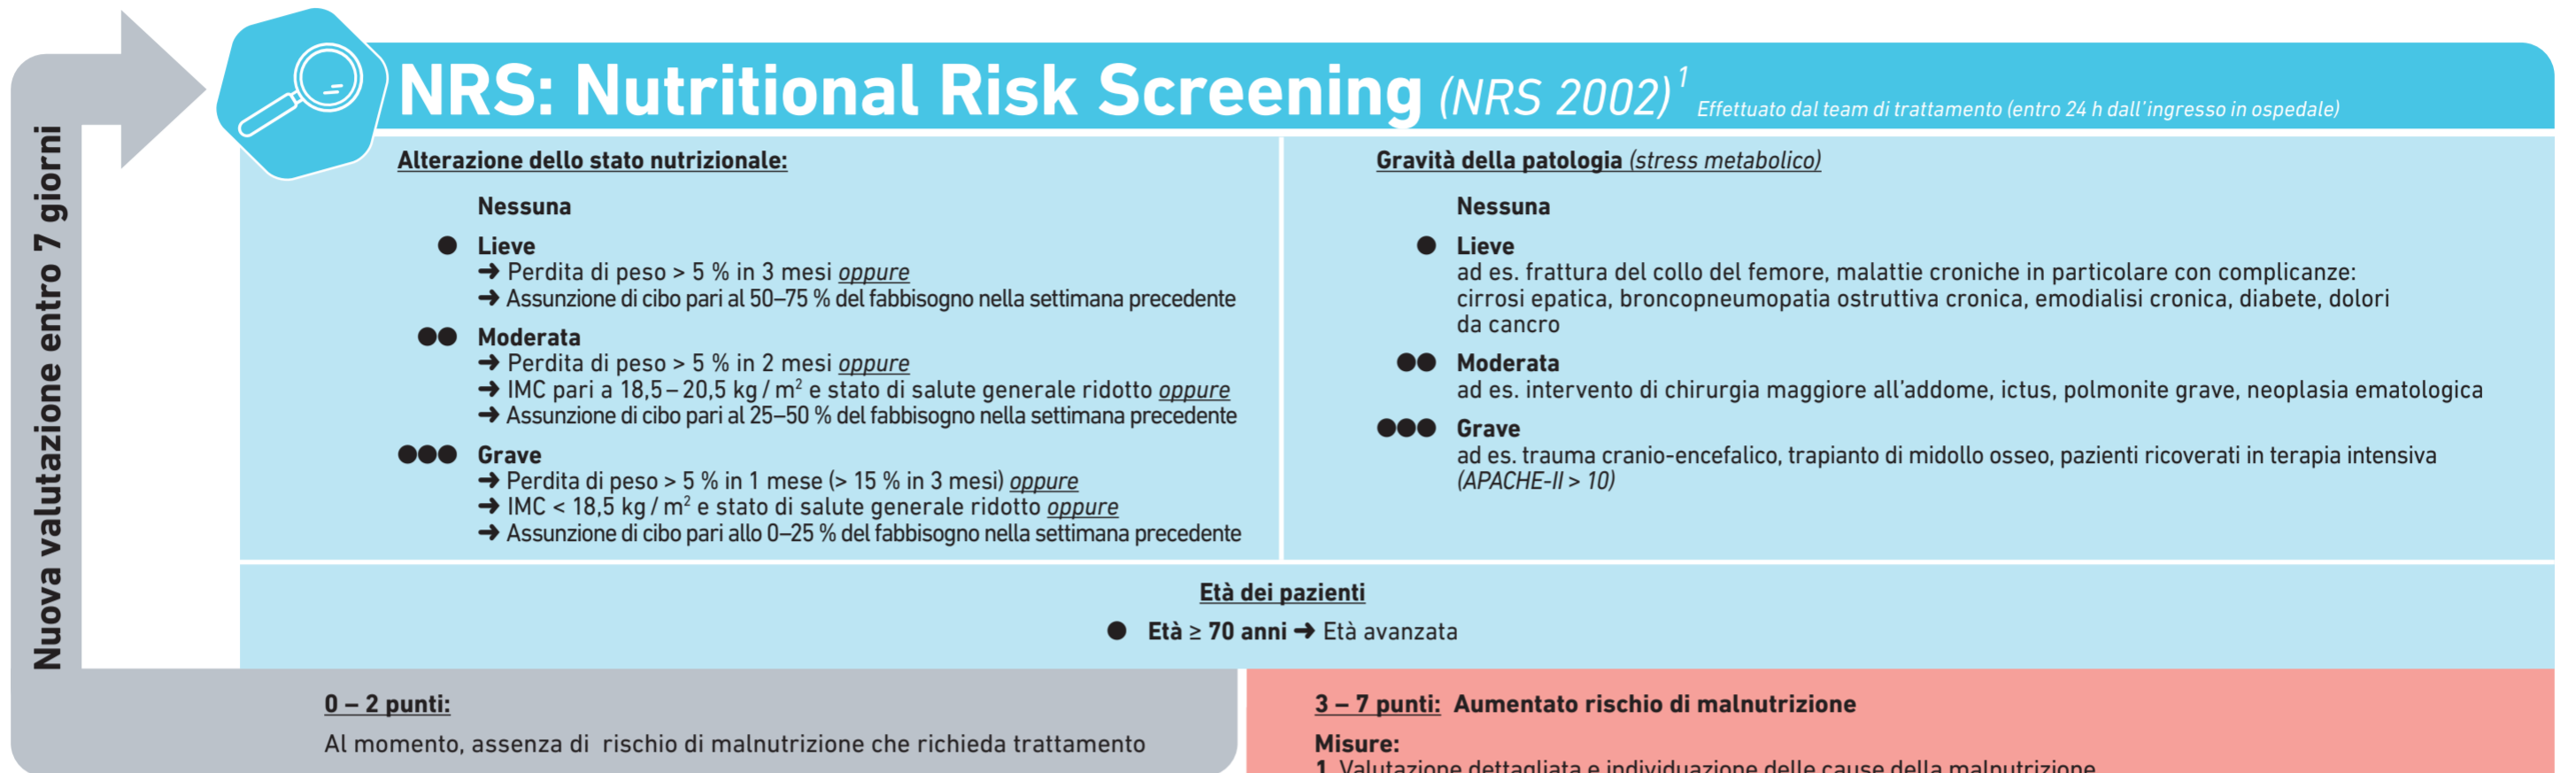 Nuova valutazione entro 7 giorni
NRS: Nutritional Risk Screening (NRS 2002)¹ Effettuato dal team di trattamento (entro 24 h dall'ingresso in ospedale)
Alterazione dello stato nutrizionale:
Nessuna
● Lieve
➜ Perdita di peso > 5 % in 3 mesi oppure
➜ Assunzione di cibo pari al 50–75 % del fabbisogno nella settimana precedente
●● Moderata
➜ Perdita di peso > 5 % in 2 mesi oppure
➜ IMC pari a 18,5 – 20,5 kg / m² e stato di salute generale ridotto oppure
➜ Assunzione di cibo pari al 25–50 % del fabbisogno nella settimana precedente
●●● Grave
➜ Perdita di peso > 5 % in 1 mese (> 15 % in 3 mesi) oppure
➜ IMC < 18,5 kg / m² e stato di salute generale ridotto oppure
➜ Assunzione di cibo pari allo 0–25 % del fabbisogno nella settimana precedente
Gravità della patologia (stress metabolico)
Nessuna
● Lieve
ad es. frattura del collo del femore, malattie croniche in particolare con complicanze:
cirrosi epatica, broncopneumopatia ostruttiva cronica, emodialisi cronica, diabete, dolori
da cancro
●● Moderata
ad es. intervento di chirurgia maggiore all'addome, ictus, polmonite grave, neoplasia ematologica
●●● Grave
ad es. trauma cranio-encefalico, trapianto di midollo osseo, pazienti ricoverati in terapia intensiva
(APACHE-II > 10)
Età dei pazienti
● Età ≥ 70 anni ➜ Età avanzata
0 – 2 punti:
Al momento, assenza di rischio di malnutrizione che richieda trattamento
3 – 7 punti: Aumentato rischio di malnutrizione
Misure:
1. Valutazione dettagliata e individuazione delle cause della malnutrizione